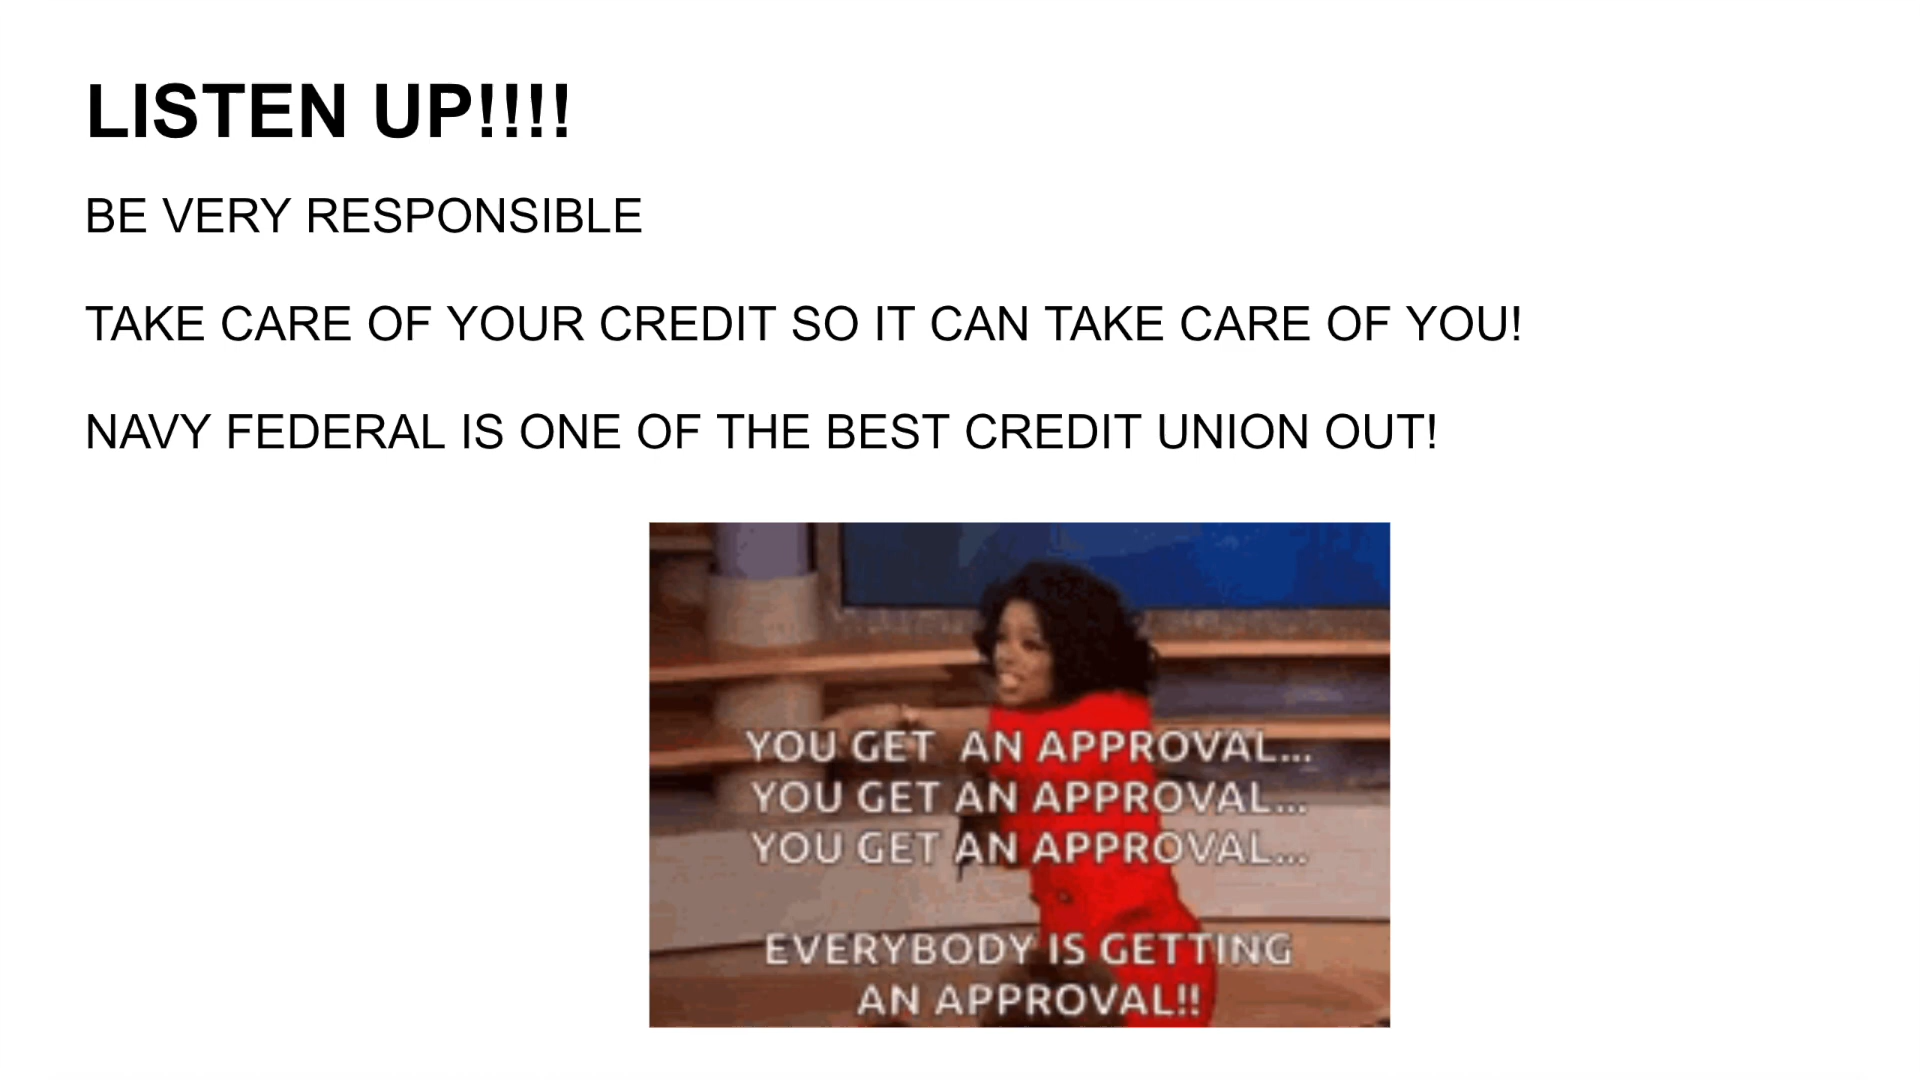 LISTEN UP!!!!
BE VERY RESPONSIBLE
TAKE CARE OF YOUR CREDIT SO IT CAN TAKE CARE OF YOU!
NAVY FEDERAL IS ONE OF THE BEST CREDIT UNION OUT!
YOU GET AN APPROVAL...
YOU GET AN APPROVAL...
YOU GET AN APPROVAL...
EVERYBODY IS GETTING
AN APPROVAL!!